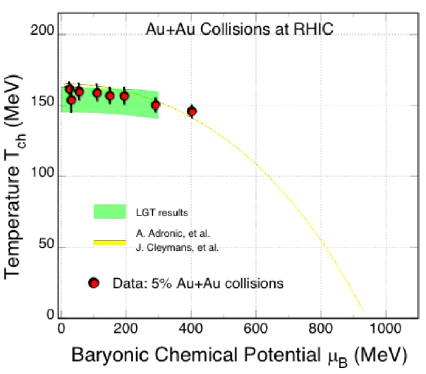 Au+Au Collisions at RHIC
200
150
100
50
0
Temperature T_ch (MeV)
LGT results
A. Adronic, et al.
J. Cleymans, et al.
Data: 5% Au+Au collisions
0 200 400 600 800 1000
Baryonic Chemical Potential μ_B (MeV)